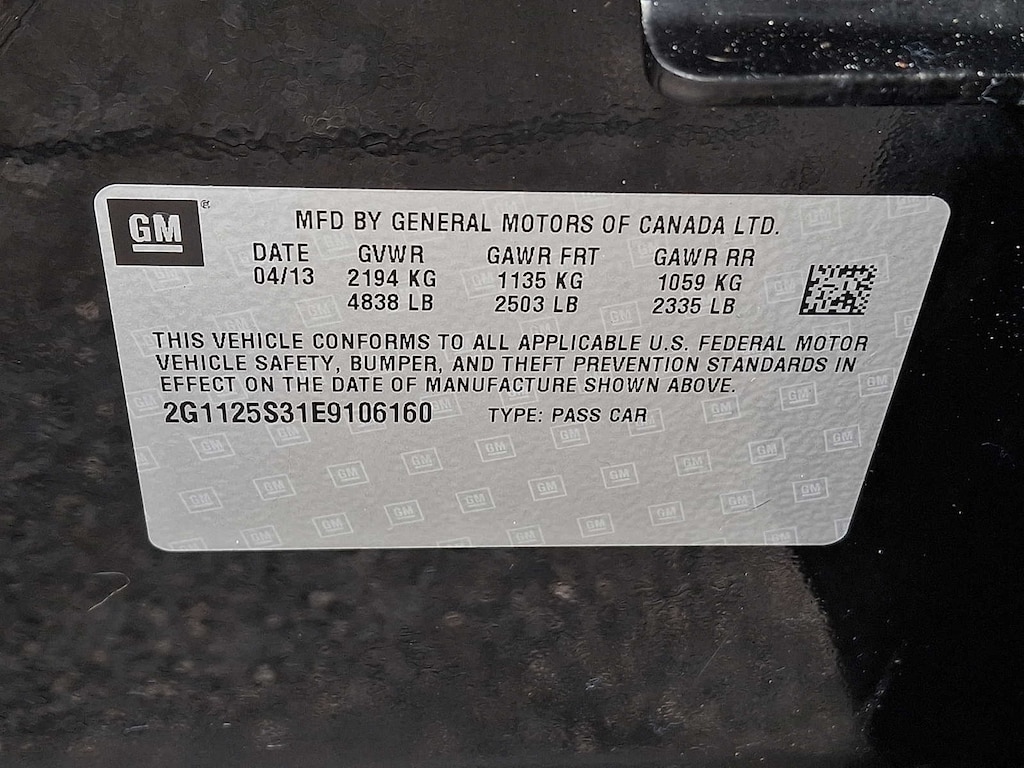 GM
MFD BY GENERAL MOTORS OF CANADA LTD.
DATE GVWR GAWR FRT GAWR RR
04/13 2194 KG 1135 KG 1059 KG
4838 LB 2503 LB 2335 LB
THIS VEHICLE CONFORMS TO ALL APPLICABLE U.S. FEDERAL MOTOR
VEHICLE SAFETY, BUMPER, AND THEFT PREVENTION STANDARDS IN
EFFECT ON THE DATE OF MANUFACTURE SHOWN ABOVE.
2G1125S31E9106160 TYPE: PASS CAR